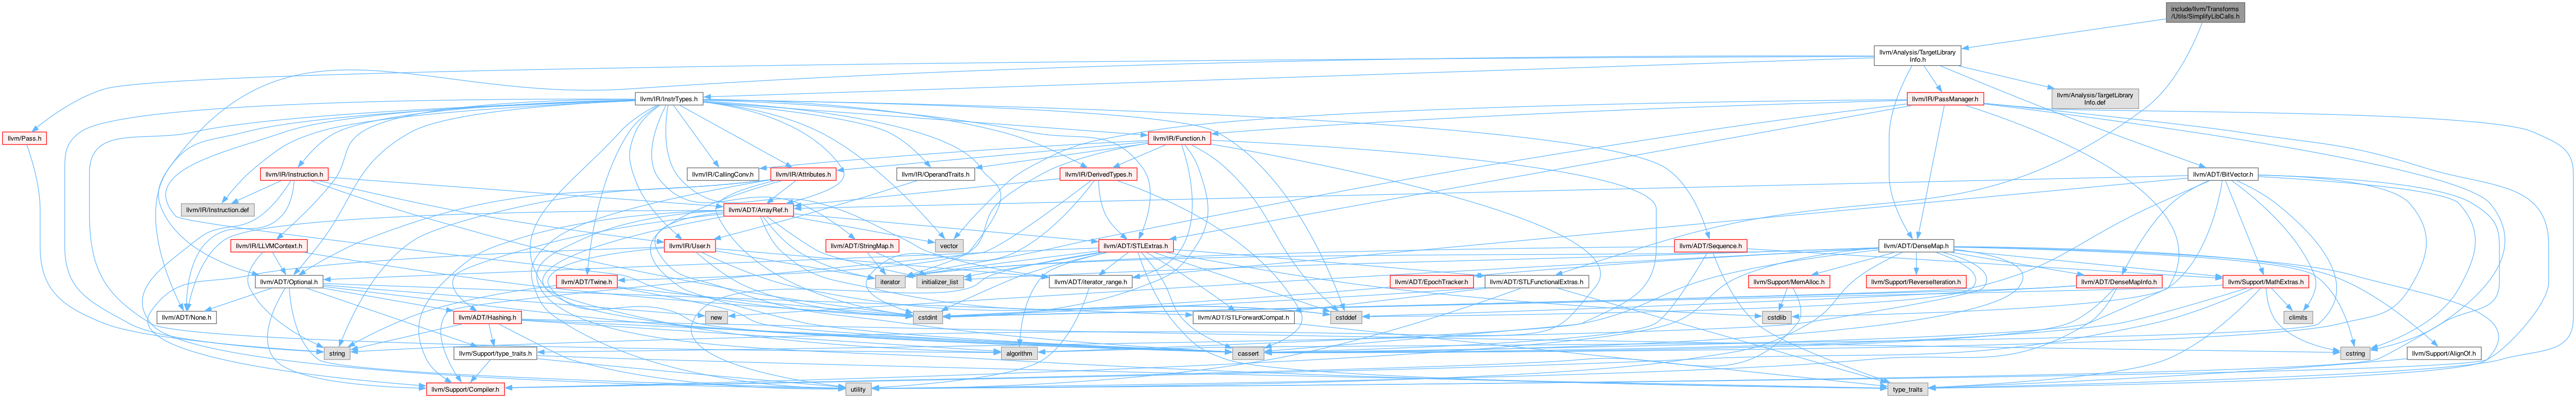 include/llvm/Transforms
/Utils/SimplifyLibCalls.h
llvm/Analysis/TargetLibrary
Info.h
llvm/IR/InstrTypes.h
llvm/IR/PassManager.h
llvm/Analysis/TargetLibrary
Info.def
llvm/Pass.h
llvm/IR/Function.h
llvm/IR/Instruction.h
llvm/IR/CallingConv.h
llvm/IR/Attributes.h
llvm/IR/OperandTraits.h
llvm/IR/DerivedTypes.h
llvm/ADT/BitVector.h
llvm/IR/Instruction.def
llvm/ADT/ArrayRef.h
llvm/IR/LLVMContext.h
llvm/IR/User.h
llvm/ADT/StringMap.h
vector
llvm/ADT/STLExtras.h
llvm/ADT/Sequence.h
llvm/ADT/DenseMap.h
llvm/ADT/Optional.h
llvm/ADT/Twine.h
iterator
initializer_list
llvm/ADT/iterator_range.h
llvm/ADT/EpochTracker.h
llvm/ADT/STLFunctionalExtras.h
llvm/Support/MemAlloc.h
llvm/Support/ReverseIteration.h
llvm/ADT/DenseMapInfo.h
llvm/Support/MathExtras.h
llvm/ADT/None.h
llvm/ADT/Hashing.h
new
cstdint
llvm/ADT/STLForwardCompat.h
cstddef
cstdlib
climits
string
llvm/Support/type_traits.h
algorithm
cassert
cstring
llvm/Support/AlignOf.h
llvm/Support/Compiler.h
utility
type_traits